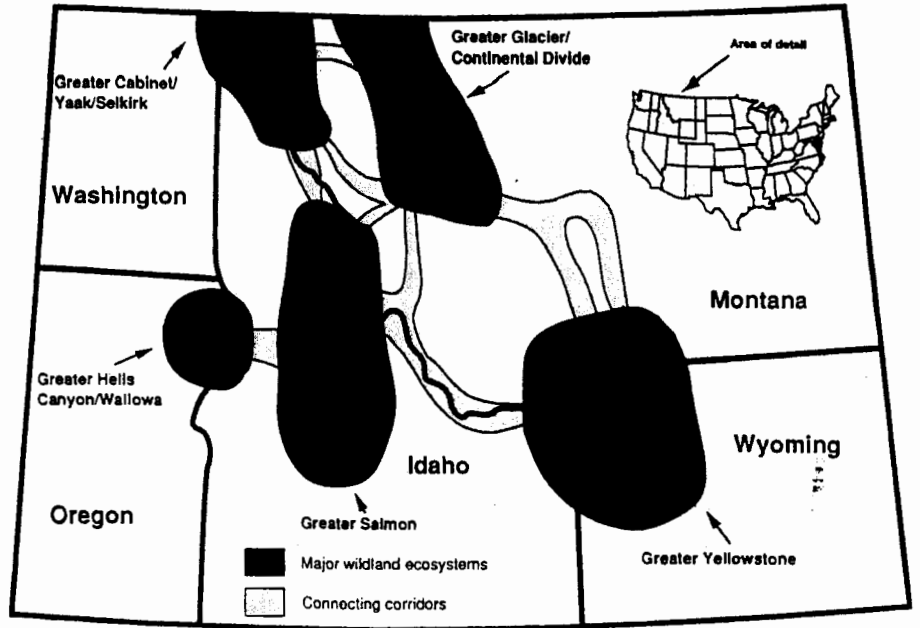 Greater Glacier/
Continental Divide
Area of detail
Greater Cabinet/
Yaak/Selkirk
Washington
Montana
Greater Hells
Canyon/Wallowa
Wyoming
Idaho
Oregon
Greater Salmon
Greater Yellowstone
Major wildland ecosystems
Connecting corridors